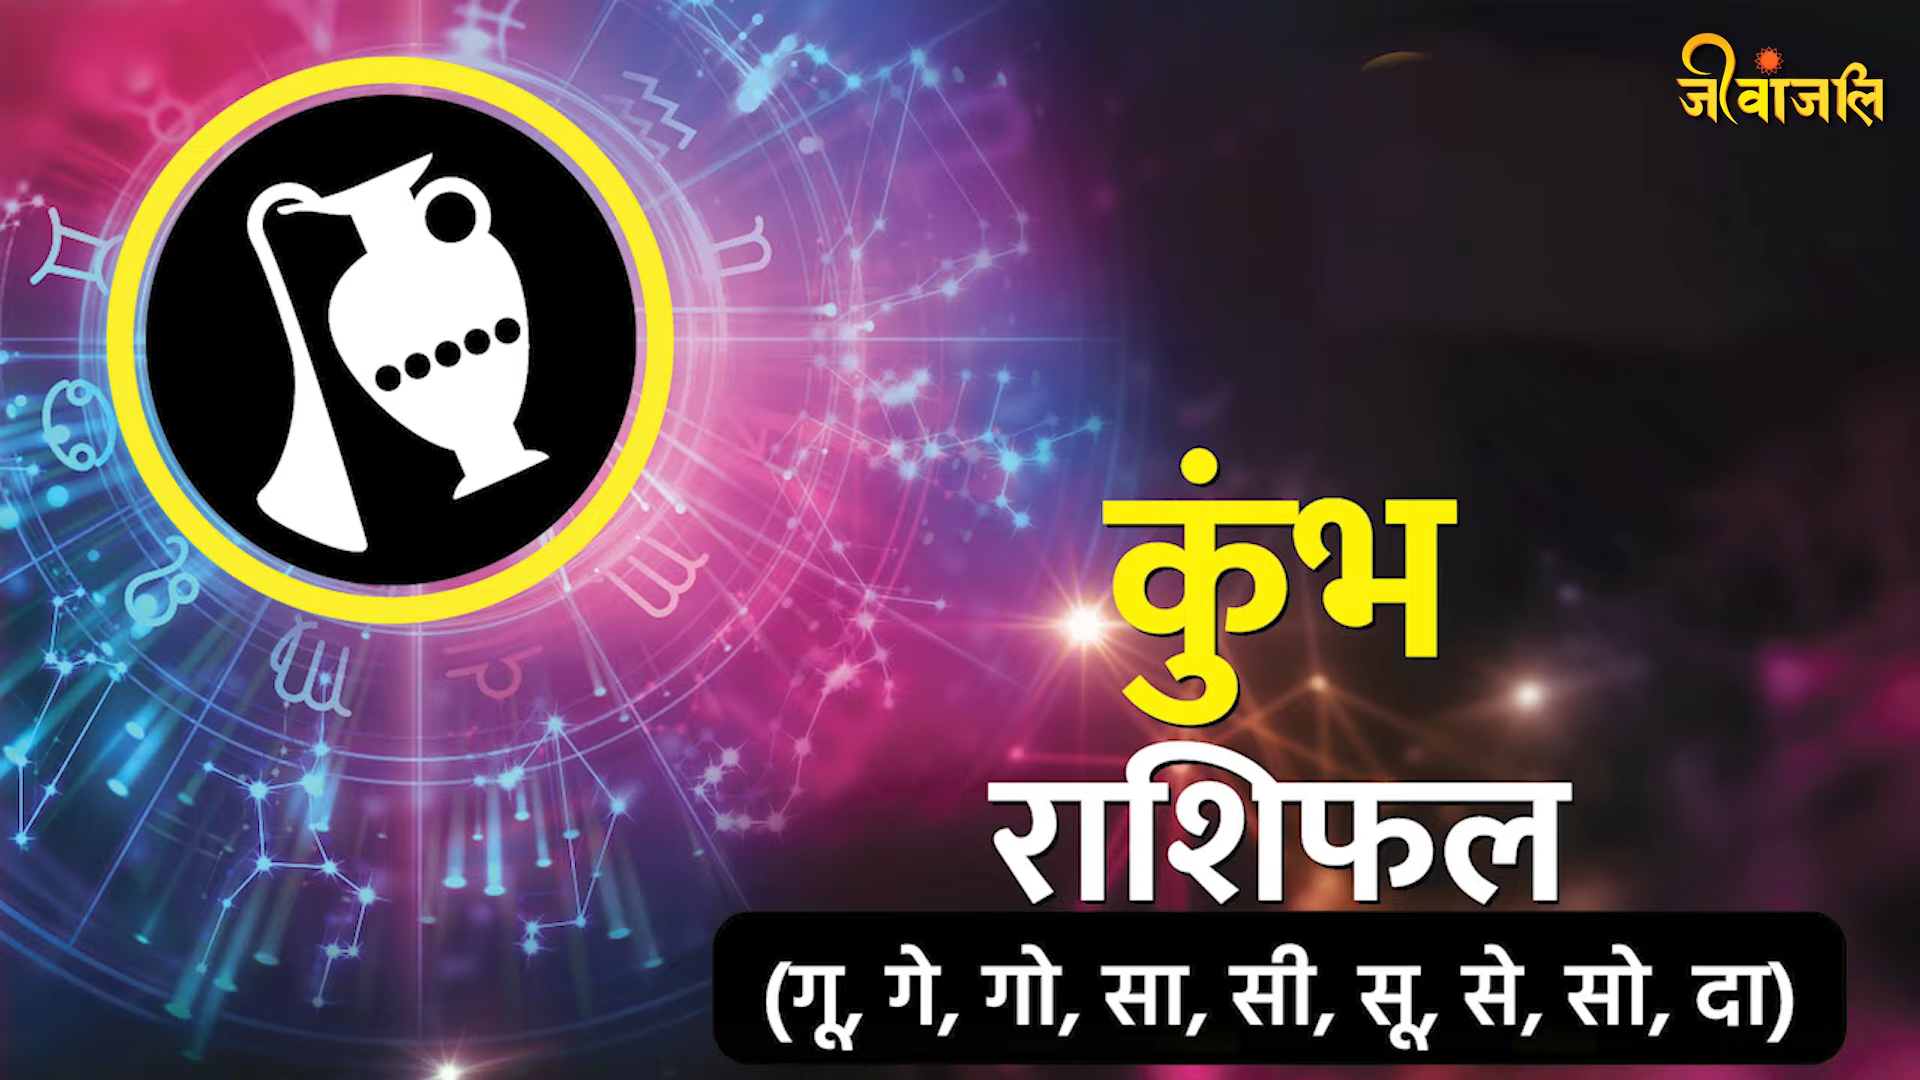 जीवांजलि
कुंभ
राशिफल
(गू, गे, गो, सा, सी, सू, से, सो, दा)